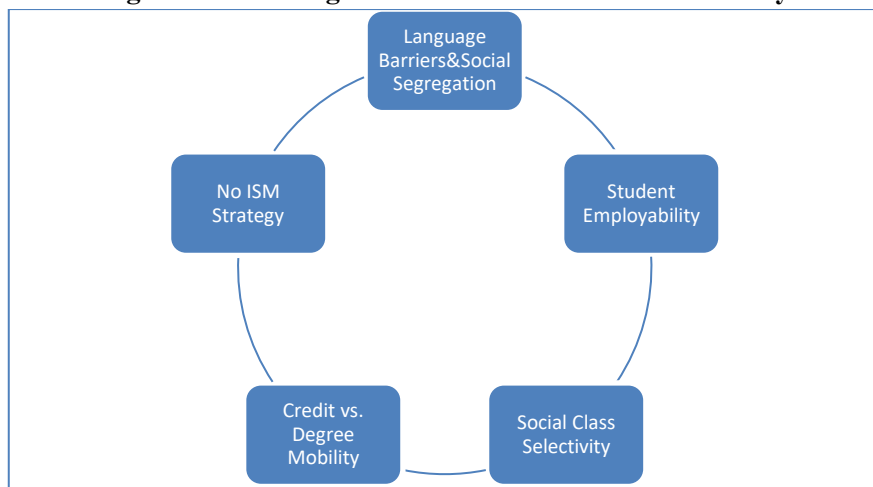 Language
Barriers&Social
Segregation
No ISM
Strategy
Student
Employability
Credit vs.
Degree
Mobility
Social Class
Selectivity